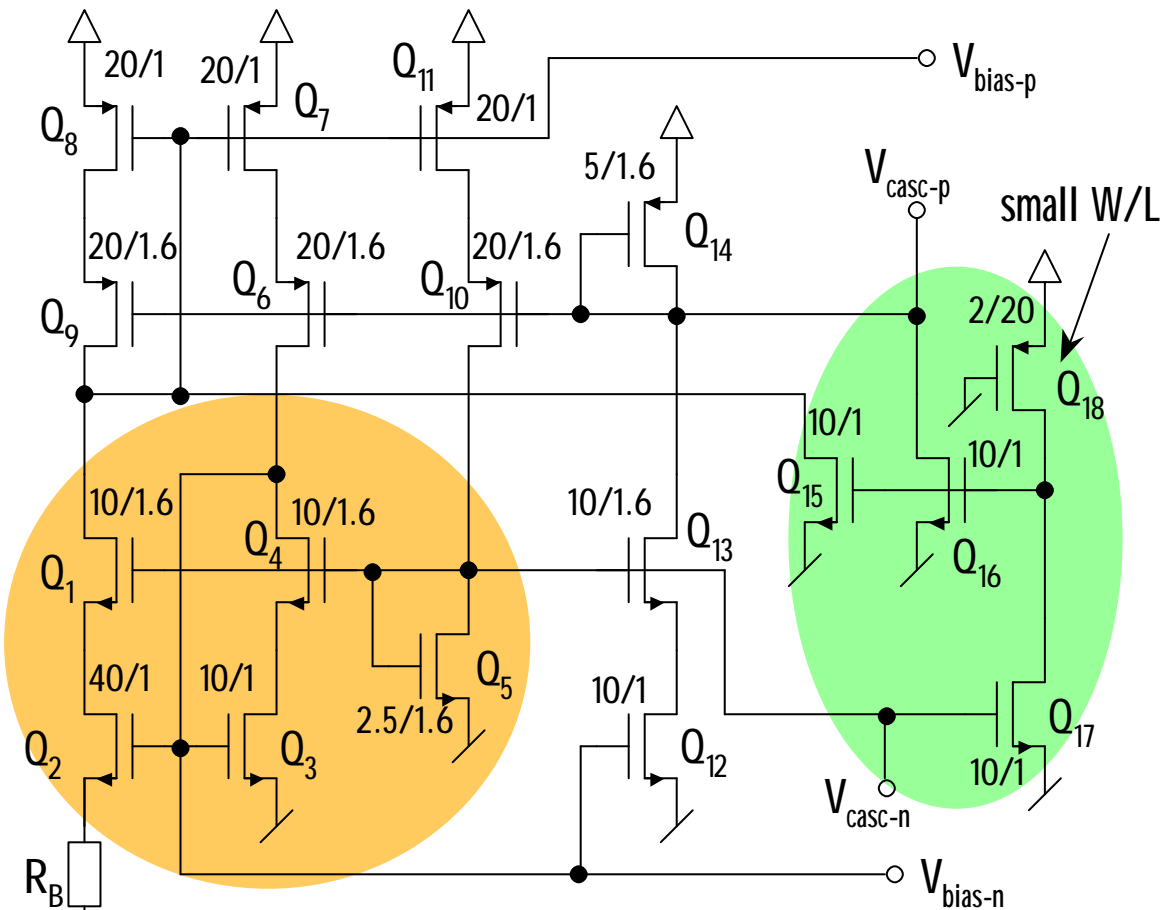 20/1
20/1
Q11
Vbias-p
Q8
Q7
20/1
5/1.6
Vcasc-p
small W/L
Q14
20/1.6
20/1.6
20/1.6
Q9
Q6
Q10
2/20
Q18
10/1
10/1
Q15
Q16
10/1.6
10/1.6
10/1.6
Q1
Q4
Q13
40/1
10/1
Q5
2.5/1.6
10/1
Q2
Q3
Q12
Q17
10/1
Vcasc-n
RB
Vbias-n